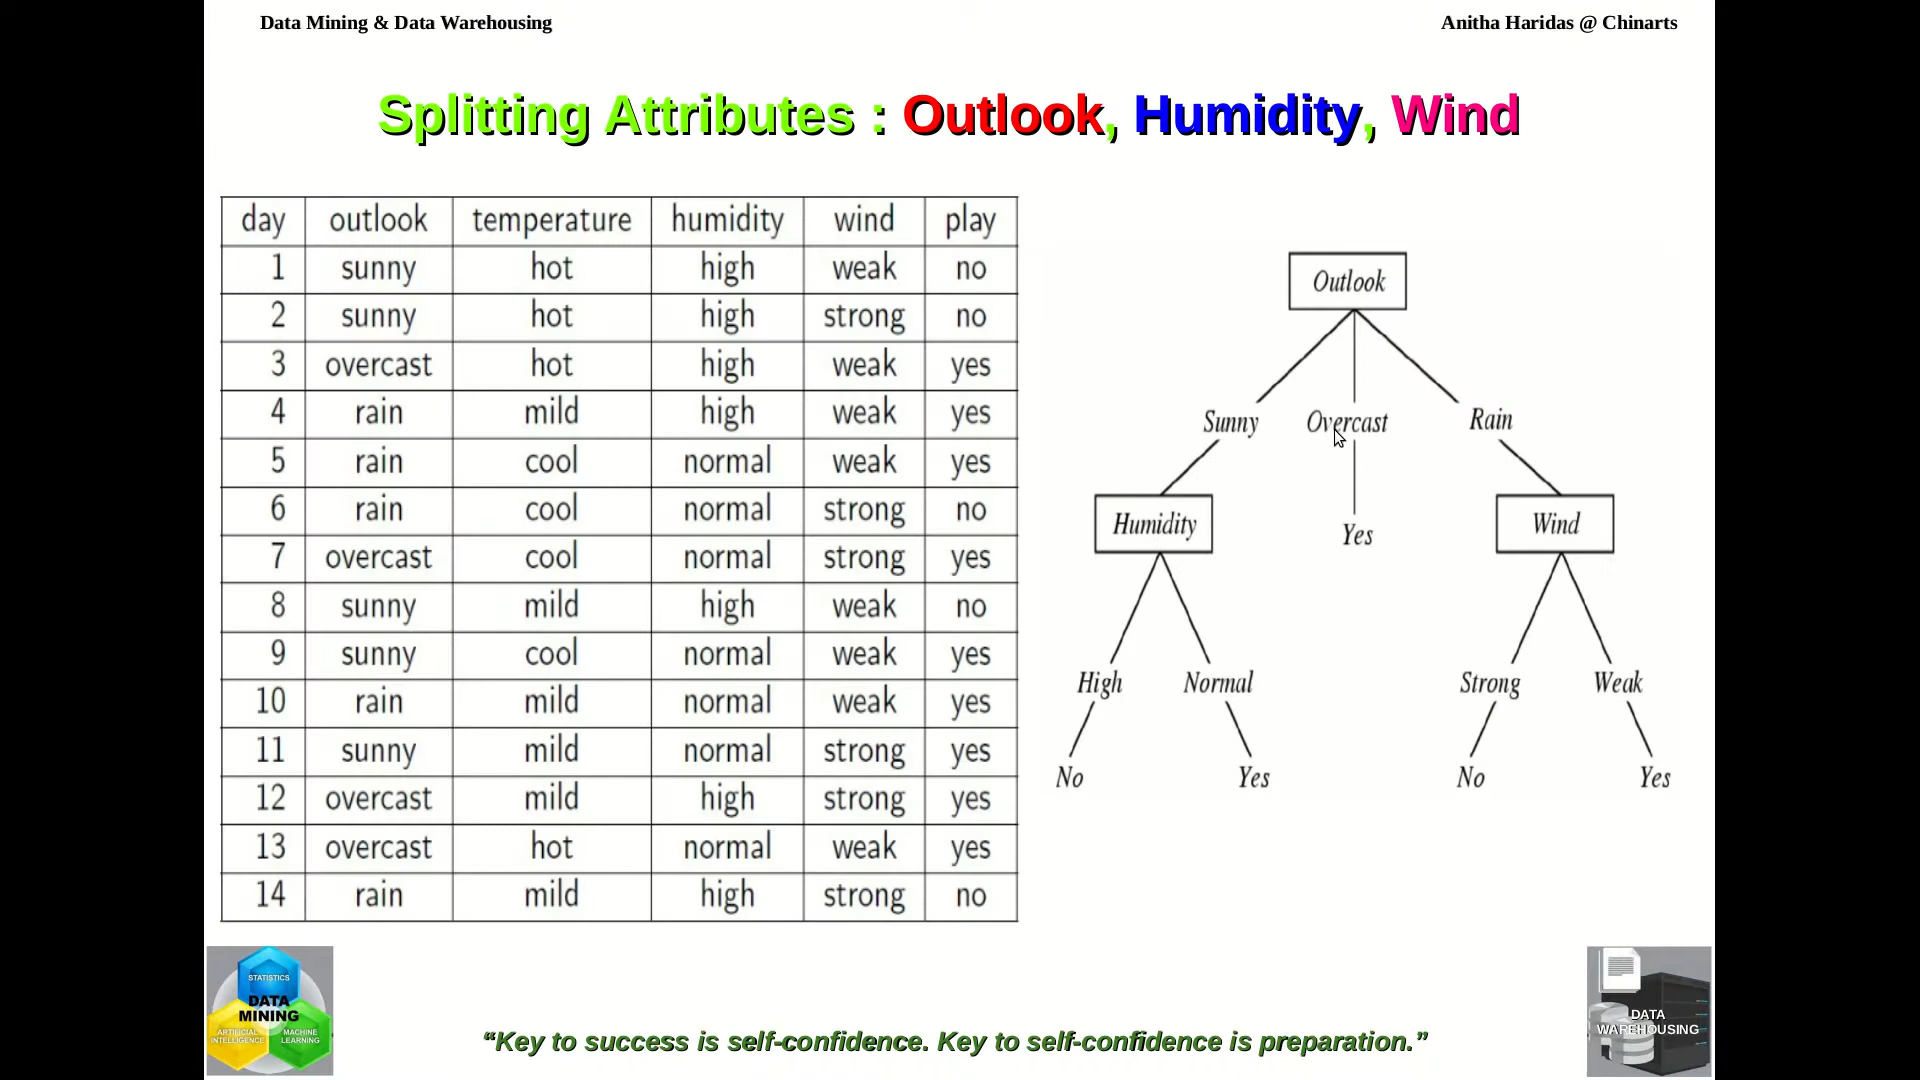 Data Mining & Data Warehousing
Anitha Haridas @ Chinarts
Splitting Attributes : Outlook, Humidity, Wind
day outlook temperature humidity wind play
1 sunny hot high weak no
2 sunny hot high strong no
3 overcast hot high weak yes
4 rain mild high weak yes
5 rain cool normal weak yes
6 rain cool normal strong no
7 overcast cool normal strong yes
8 sunny mild high weak no
9 sunny cool normal weak yes
10 rain mild normal weak yes
11 sunny mild normal strong yes
12 overcast mild high strong yes
13 overcast hot normal weak yes
14 rain mild high strong no
Outlook
Sunny Overcast Rain
Humidity Yes Wind
High Normal Strong Weak
No Yes No Yes
STATISTICS
DATA
MINING
ARTIFICIAL
INTELLIGENCE
MACHINE
LEARNING
“Key to success is self-confidence. Key to self-confidence is preparation.”
DATA
WAREHOUSING